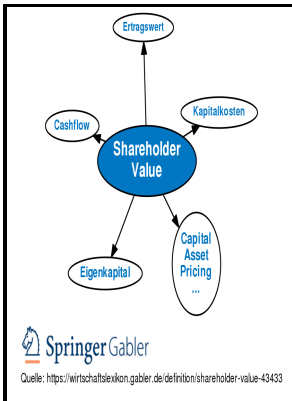 Ertragswert
Cashflow
Kapitalkosten
Shareholder
Value
Eigenkapital
Capital
Asset
Pricing
...
Springer Gabler
Quelle: https://wirtschaftslexikon.gabler.de/definition/shareholder-value-43433